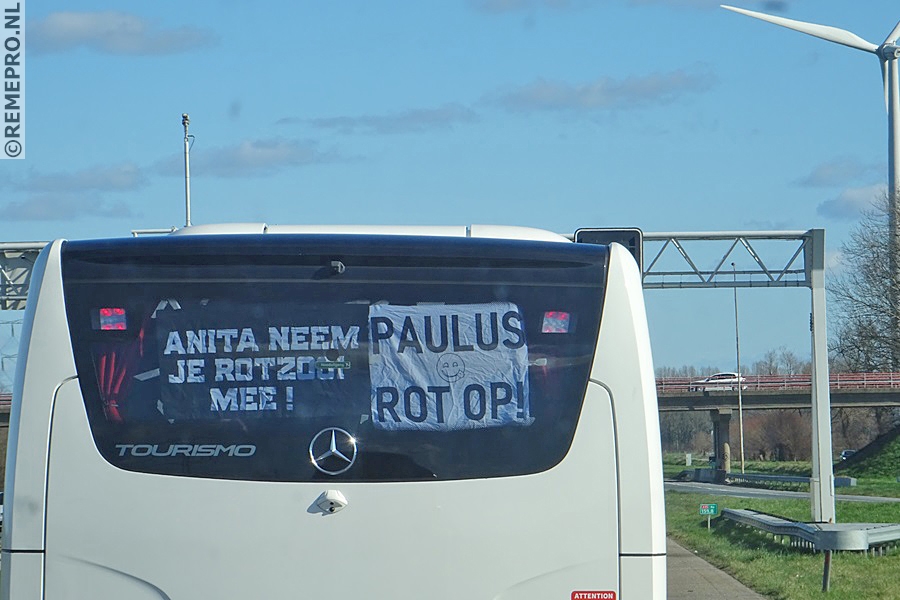 ©REMEPRO.NL
ANITA NEEM
JE ROTZOOI
MEE!
PAULUS
ROT OP!
TOURISMO
ATTENTION